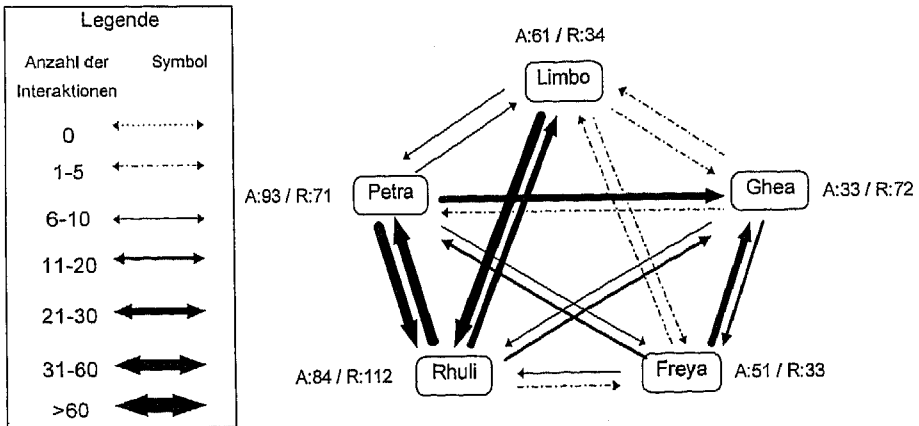 Legende
Anzahl der Symbol
Interaktionen
0
1-5
6-10
11-20
21-30
31-60
>60
A:61 / R:34
Limbo
A:93 / R:71
Petra
Ghea
A:33 / R:72
A:84 / R:112
Rhuli
Freya
A:51 / R:33